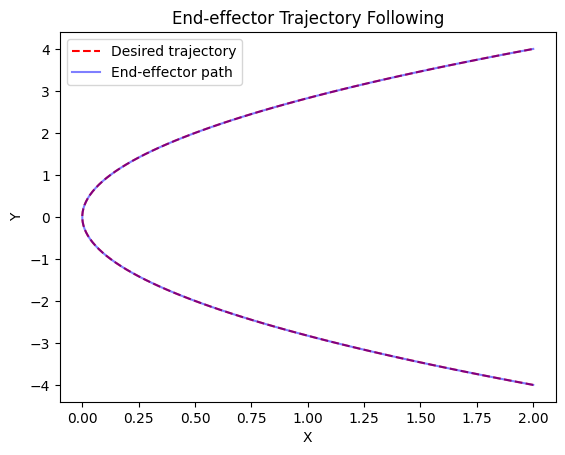 End-effector Trajectory Following
Desired trajectory
End-effector path
Y
4
3
2
1
0
−1
−2
−3
−4
0.00 0.25 0.50 0.75 1.00 1.25 1.50 1.75 2.00
X